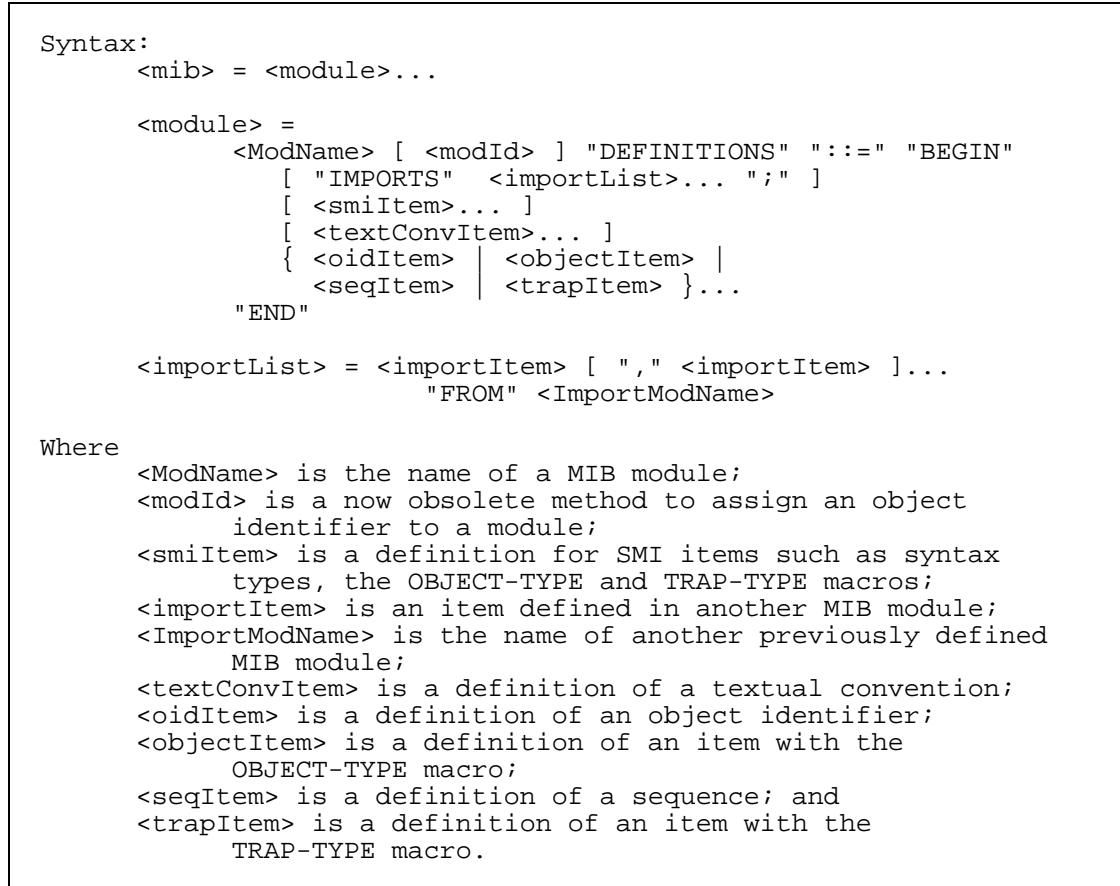 Syntax:
<mib> = <module>...
<module> =
<ModName> [ <modId> ] "DEFINITIONS" "::=" "BEGIN"
[ "IMPORTS" <importList>... ";" ]
[ <smiItem>... ]
[ <textConvItem>... ]
{ <oidItem> | <objectItem> |
<seqItem> | <trapItem> }...
"END"
<importList> = <importItem> [ "," <importItem> ]...
"FROM" <ImportModName>
Where
<ModName> is the name of a MIB module;
<modId> is a now obsolete method to assign an object
identifier to a module;
<smiItem> is a definition for SMI items such as syntax
types, the OBJECT-TYPE and TRAP-TYPE macros;
<importItem> is an item defined in another MIB module;
<ImportModName> is the name of another previously defined
MIB module;
<textConvItem> is a definition of a textual convention;
<oidItem> is a definition of an object identifier;
<objectItem> is a definition of an item with the
OBJECT-TYPE macro;
<seqItem> is a definition of a sequence; and
<trapItem> is a definition of an item with the
TRAP-TYPE macro.